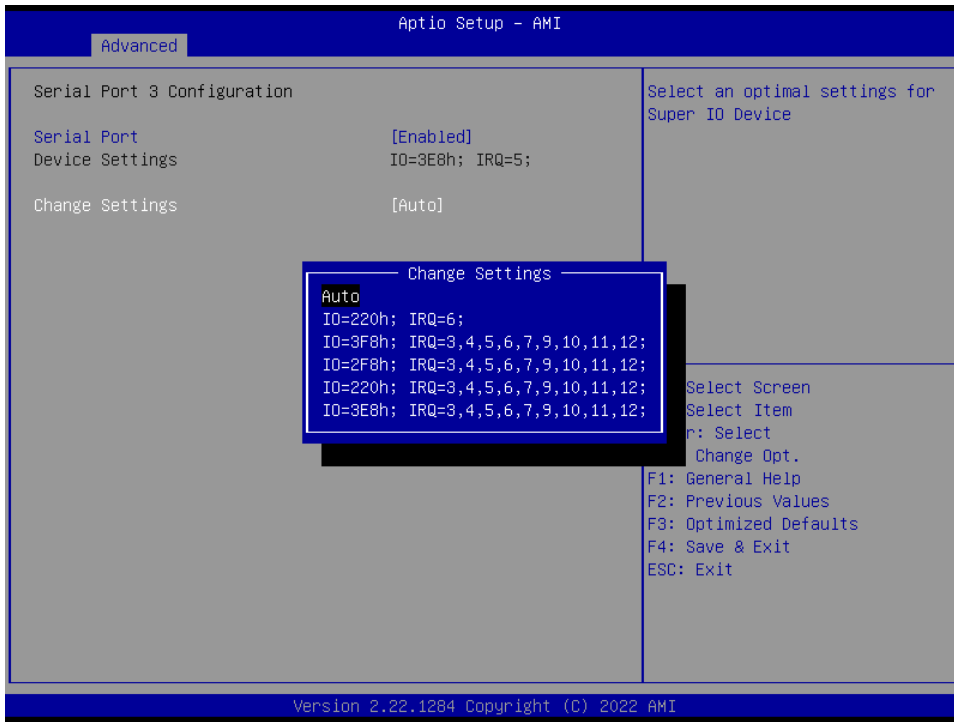 Aptio Setup – AMI
Advanced
Serial Port 3 Configuration
Serial Port [Enabled]
Device Settings IO=3E8h; IRQ=5;
Change Settings [Auto]
Select an optimal settings for
Super IO Device
Change Settings
Auto
IO=220h; IRQ=6;
IO=3F8h; IRQ=3,4,5,6,7,9,10,11,12;
IO=2F8h; IRQ=3,4,5,6,7,9,10,11,12;
IO=220h; IRQ=3,4,5,6,7,9,10,11,12;
IO=3E8h; IRQ=3,4,5,6,7,9,10,11,12;
Select Screen
Select Item
r: Select
Change Opt.
F1: General Help
F2: Previous Values
F3: Optimized Defaults
F4: Save & Exit
ESC: Exit
Version 2.22.1284 Copyright (C) 2022 AMI